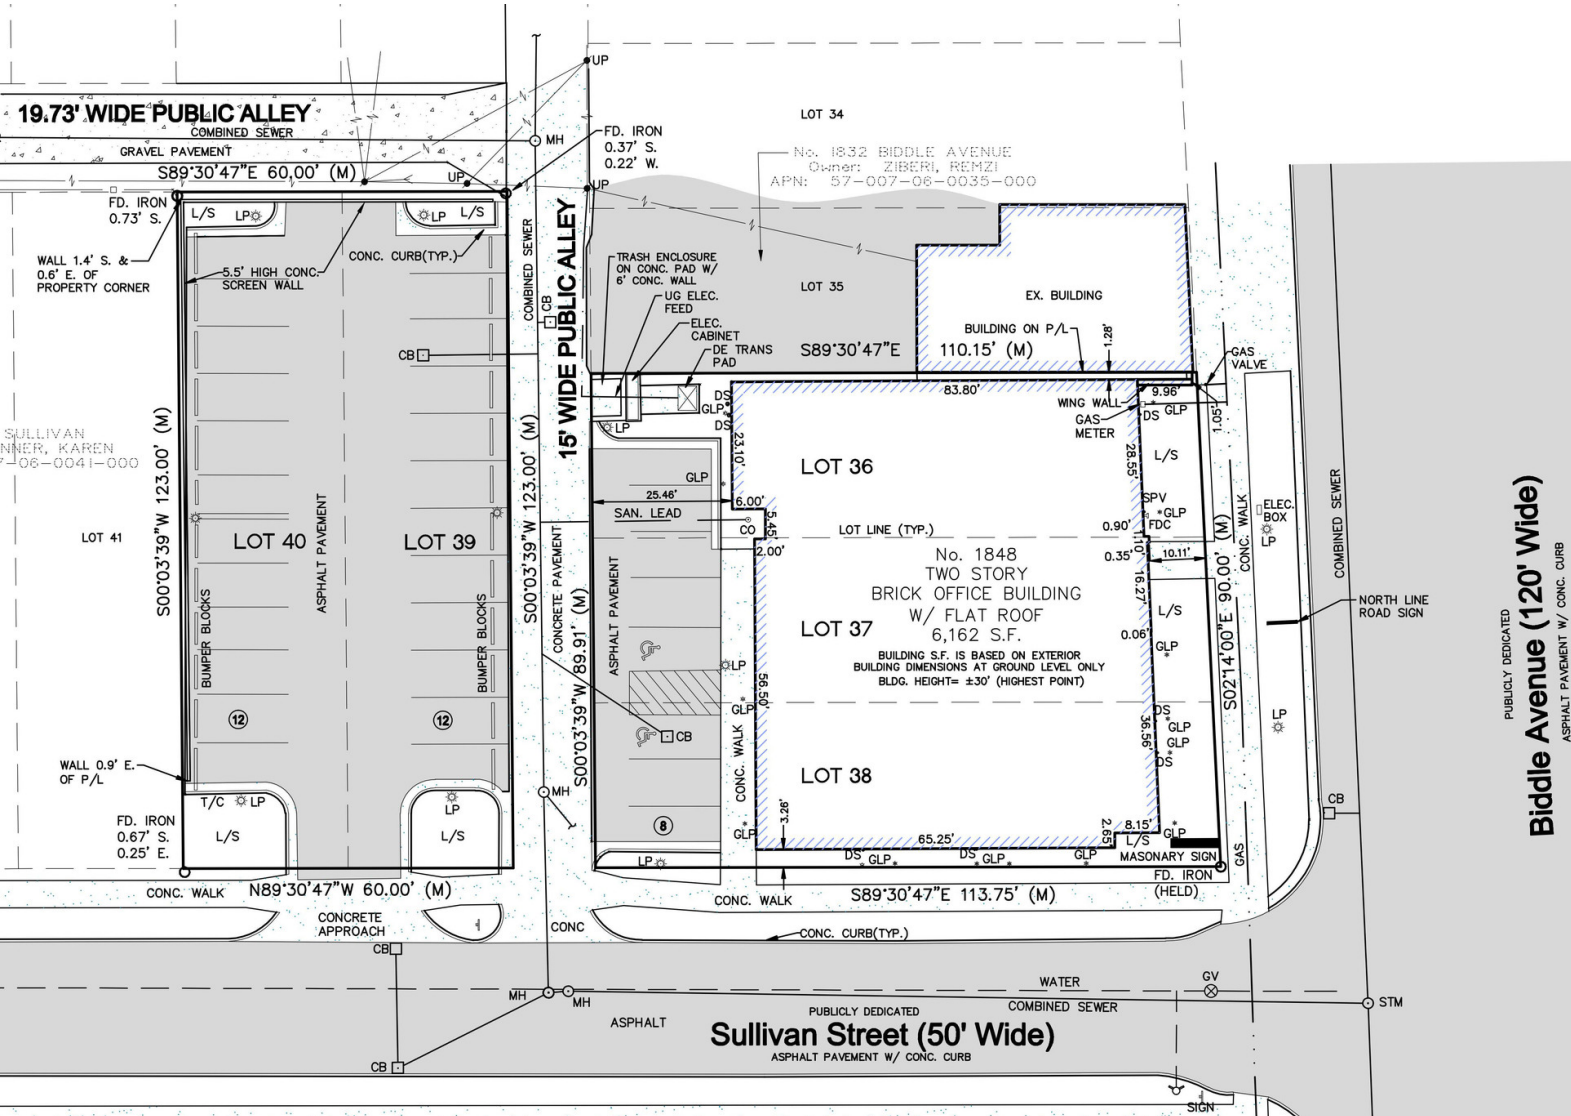 19.73' WIDE PUBLIC ALLEY
COMBINED SEWER
GRAVEL PAVEMENT
S89°30'47"E 60.00' (M)
UP
UP
UP
MH
FD. IRON
0.37' S.
0.22' W.
LOT 34
No. 1832 BIDDLE AVENUE
Owner: ZIBERI, REMZI
APN: 57-007-06-0035-000
FD. IRON
0.73' S.
L/S
LP
LP
L/S
WALL 1.4' S. &
0.6' E. OF
PROPERTY CORNER
5.5' HIGH CONC.
SCREEN WALL
CONC. CURB(TYP.)
COMBINED SEWER
CB
15' WIDE PUBLIC ALLEY
TRASH ENCLOSURE
ON CONC. PAD W/
6' CONC. WALL
UG ELEC.
FEED
ELEC.
CABINET
DE TRANS
PAD
LOT 35
EX. BUILDING
BUILDING ON P/L
1.28'
S89°30'47"E 110.15' (M)
GAS
VALVE
CB
83.80'
WING WALL
9.96'
GAS
METER
DS
GLP
1.05'
DS
GLP
DS
LP
23.10'
28.55'
SULLIVAN
NNER, KAREN
7-06-0041-000
S00°03'39"W 123.00' (M)
S00°03'39"W 123.00' (M)
LOT 36
L/S
GLP
25.46'
6.00'
SAN. LEAD
CO
5.45'
2.00'
LOT LINE (TYP.)
SPV
GLP
FDC
0.90'
1.10'
0.35'
10.11'
CONC. WALK
ELEC.
BOX
LP
COMBINED SEWER
LOT 41
LOT 40
LOT 39
ASPHALT PAVEMENT
BUMPER BLOCKS
BUMPER BLOCKS
CONCRETE PAVEMENT
S00°03'39"W 89.91' (M)
ASPHALT PAVEMENT
No. 1848
TWO STORY
BRICK OFFICE BUILDING
W/ FLAT ROOF
6,162 S.F.
BUILDING S.F. IS BASED ON EXTERIOR
BUILDING DIMENSIONS AT GROUND LEVEL ONLY
BLDG. HEIGHT= ±30' (HIGHEST POINT)
LOT 37
16.27'
L/S
0.06'
GLP
S02°14'00"E 90.00' (M)
NORTH LINE
ROAD SIGN
PUBLICLY DEDICATED
Biddle Avenue (120' Wide)
ASPHALT PAVEMENT W/ CONC. CURB
LP
GLP
56.50'
12
12
CB
CONC. WALK
DS
GLP
GLP
DS
36.56'
LP
LOT 38
WALL 0.9' E.
OF P/L
T/C
LP
LP
MH
FD. IRON
0.67' S.
0.25' E.
L/S
L/S
8
GLP
3.26'
65.25'
2.65'
8.15'
L/S
GLP
CB
MASONARY SIGN
GAS
LP
DS
GLP
DS
GLP
GLP
FD. IRON
(HELD)
CONC. WALK
N89°30'47"W 60.00' (M)
CONC. WALK
S89°30'47"E 113.75' (M)
CONCRETE
APPROACH
CONC
CONC. CURB(TYP.)
CB
MH
MH
WATER
GV
COMBINED SEWER
STM
ASPHALT
PUBLICLY DEDICATED
Sullivan Street (50' Wide)
ASPHALT PAVEMENT W/ CONC. CURB
CB
SIGN